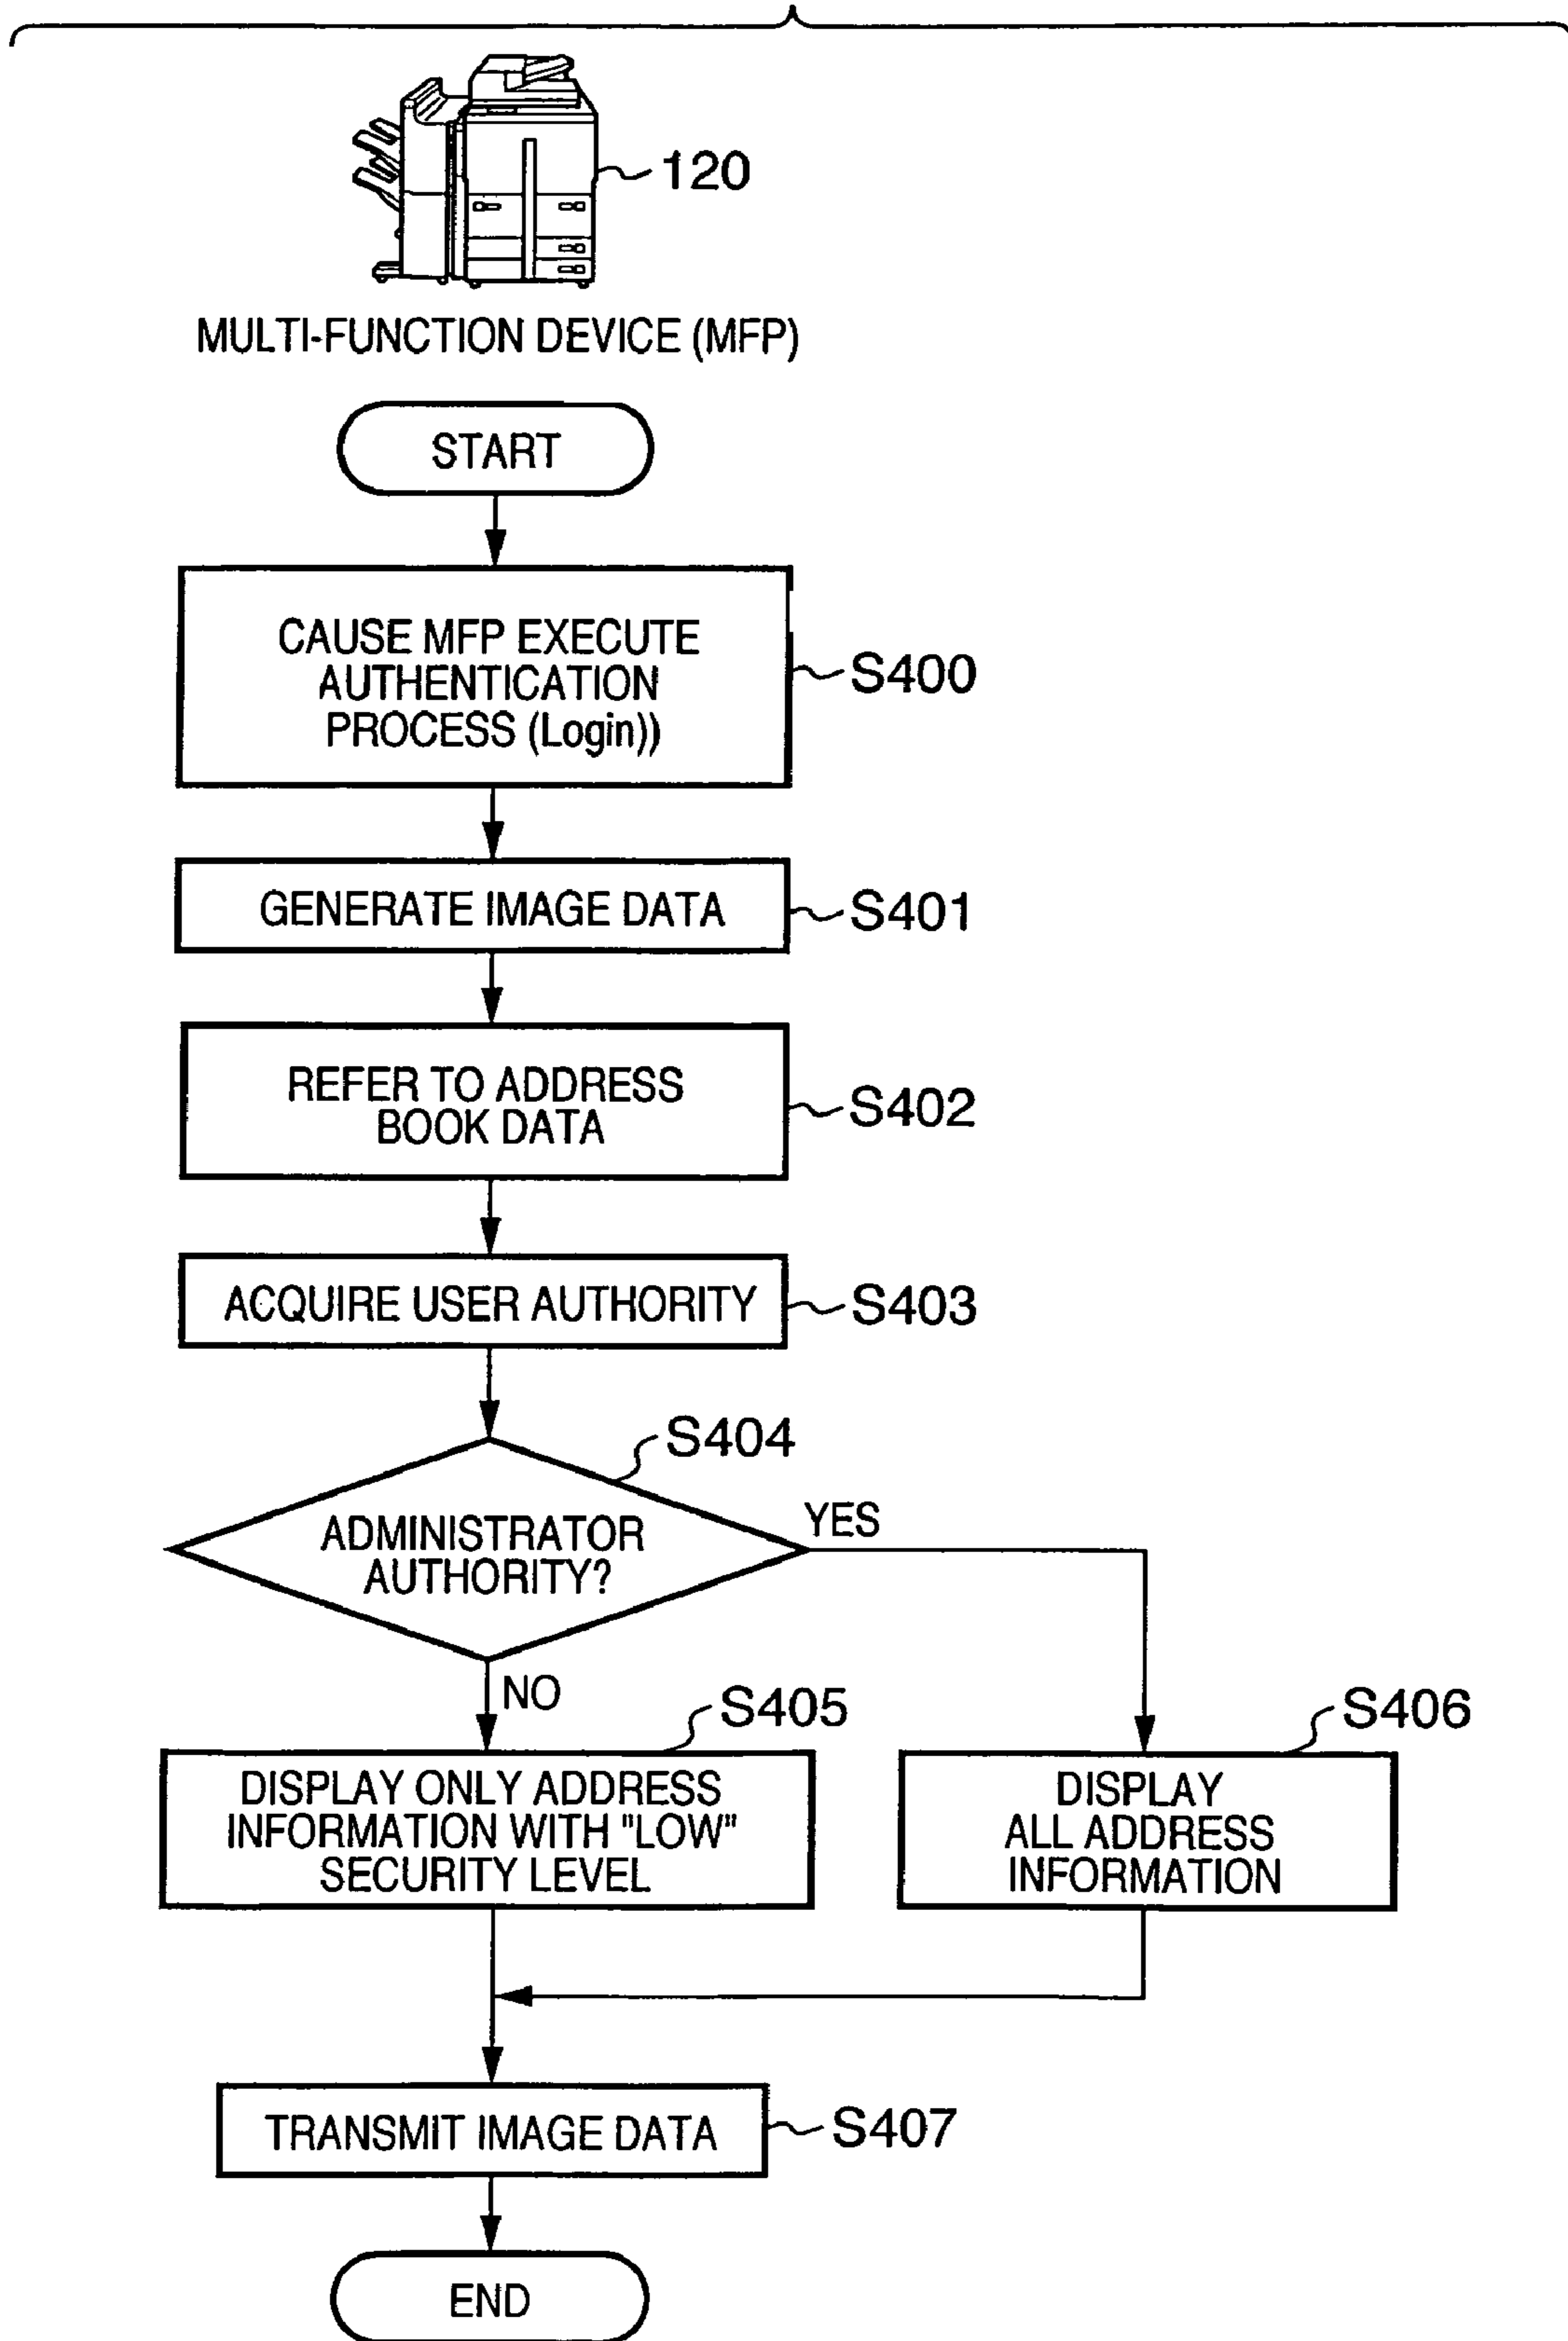 120
MULTI-FUNCTION DEVICE (MFP)
START
CAUSE MFP EXECUTE
AUTHENTICATION
PROCESS (Login))
S400
GENERATE IMAGE DATA
S401
REFER TO ADDRESS
BOOK DATA
S402
ACQUIRE USER AUTHORITY
S403
S404
ADMINISTRATOR
AUTHORITY?
YES
NO
S405
DISPLAY ONLY ADDRESS
INFORMATION WITH "LOW"
SECURITY LEVEL
S406
DISPLAY
ALL ADDRESS
INFORMATION
TRANSMIT IMAGE DATA
S407
END